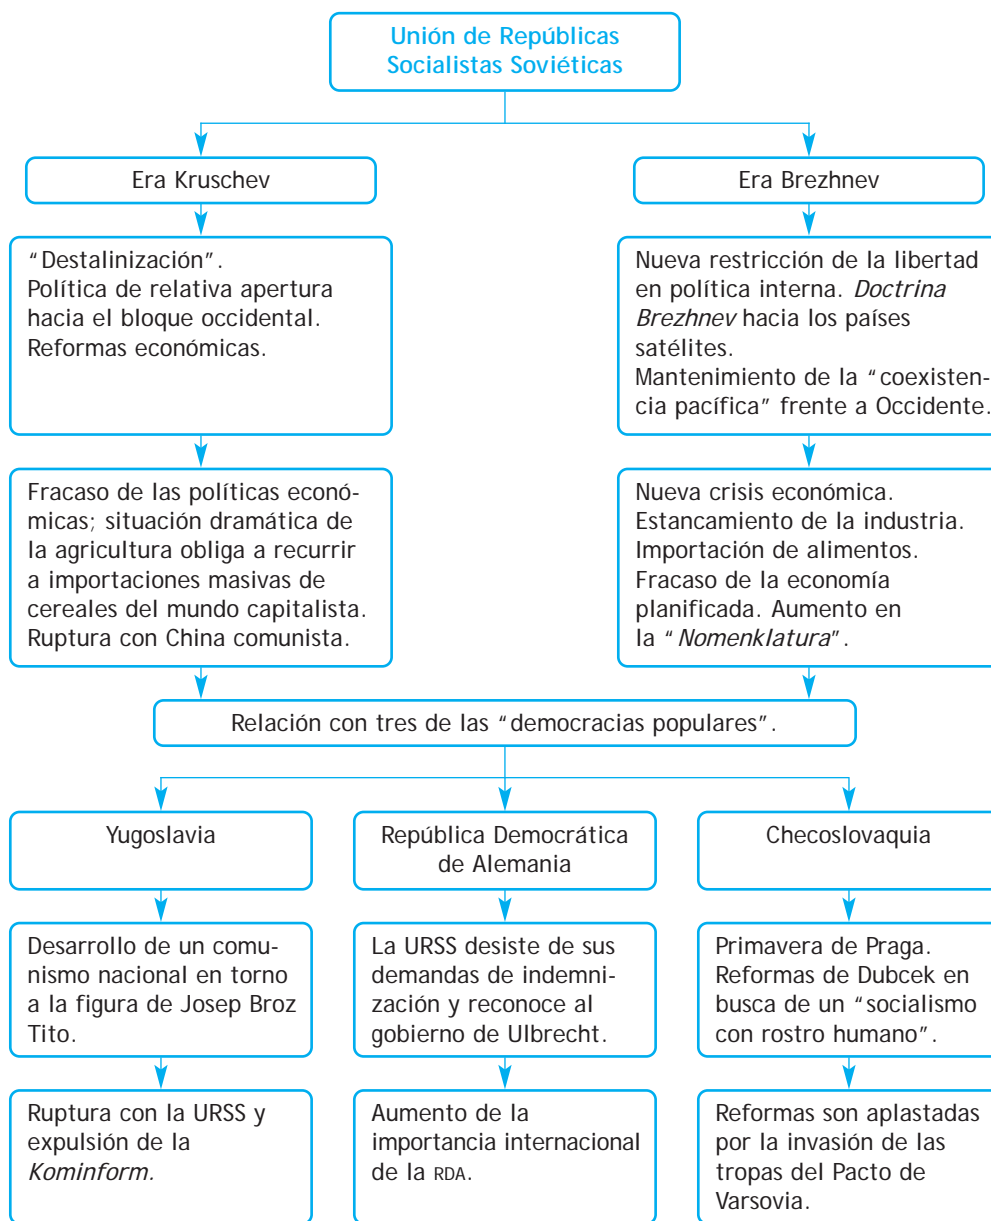 Unión de Repúblicas
Socialistas Soviéticas
Era Kruschev
Era Brezhnev
“Destalinización”.
Política de relativa apertura
hacia el bloque occidental.
Reformas económicas.
Nueva restricción de la libertad
en política interna. Doctrina
Brezhnev hacia los países
satélites.
Mantenimiento de la “coexisten-
cia pacífica” frente a Occidente.
Fracaso de las políticas econó-
micas; situación dramática de
la agricultura obliga a recurrir
a importaciones masivas de
cereales del mundo capitalista.
Ruptura con China comunista.
Nueva crisis económica.
Estancamiento de la industria.
Importación de alimentos.
Fracaso de la economía
planificada. Aumento en
la “Nomenklatura”.
Relación con tres de las “democracias populares”.
Yugoslavia
República Democrática
de Alemania
Checoslovaquia
Desarrollo de un comu-
nismo nacional en torno
a la figura de Josep Broz
Tito.
La URSS desiste de sus
demandas de indemni-
zación y reconoce al
gobierno de Ulbrecht.
Primavera de Praga.
Reformas de Dubcek en
busca de un “socialismo
con rostro humano”.
Ruptura con la URSS y
expulsión de la
Kominform.
Aumento de la
importancia internacional
de la RDA.
Reformas son aplastadas
por la invasión de las
tropas del Pacto de
Varsovia.